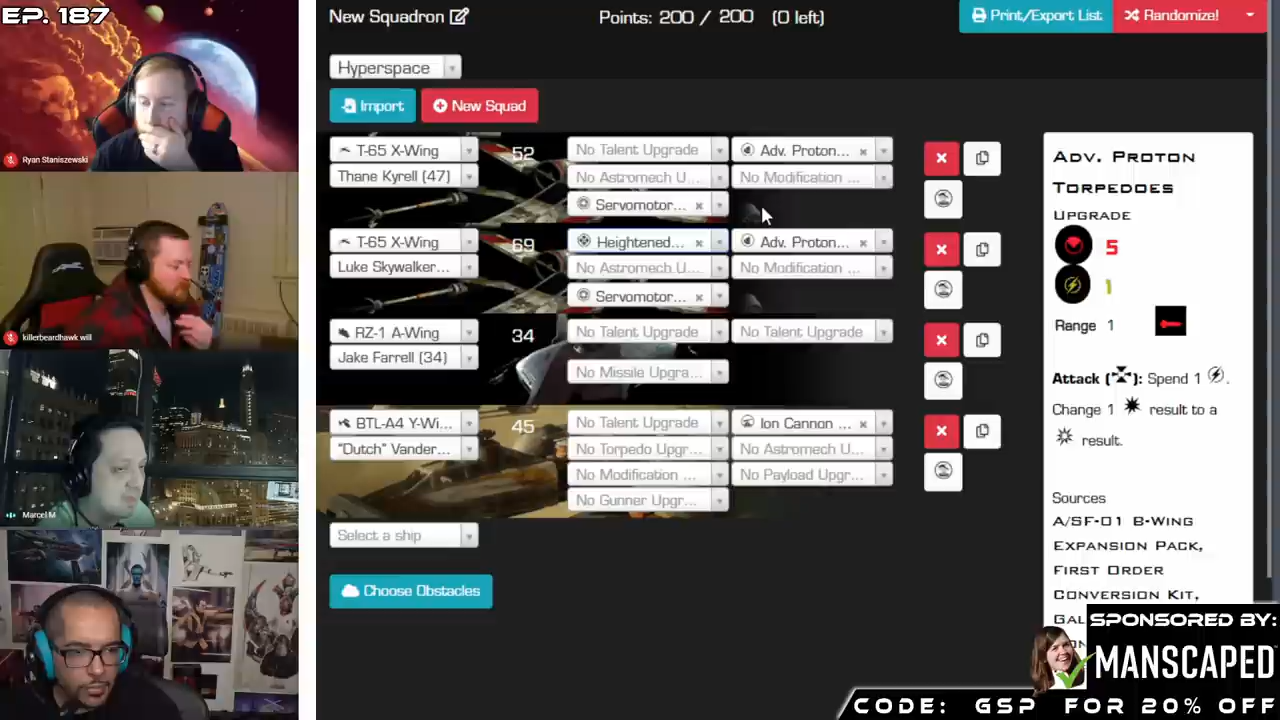 EP. 187
Ryan Staniszewski
killerbeardhawk will
Marcel M
New Squadron
Points: 200 / 200 (0 left)
Print/Export List
Randomize!
Hyperspace
Import
New Squad
T-65 X-Wing
Thane Kyrell (47)
52
No Talent Upgrade
Adv. Proton...
No Astromech U...
No Modification ...
Servomotor...
T-65 X-Wing
Luke Skywalker...
69
Heightened...
Adv. Proton...
No Astromech U...
No Modification ...
Servomotor...
RZ-1 A-Wing
Jake Farrell (34)
34
No Talent Upgrade
No Talent Upgrade
No Missile Upgra...
BTL-A4 Y-Wi...
"Dutch" Vander...
45
No Talent Upgrade
Ion Cannon ...
No Torpedo Upgr...
No Astromech U...
No Modification ...
No Payload Upgr...
No Gunner Upgr...
Select a ship
Choose Obstacles
Adv. Proton
Torpedoes
Upgrade
5
1
Range 1
Attack ( ): Spend 1 .
Change 1 result to a
result.
Sources
A/SF-01 B-Wing
Expansion Pack,
First Order
Conversion Kit,
SPONSORED BY:
MANSCAPED
CODE: GSP FOR 20% OFF